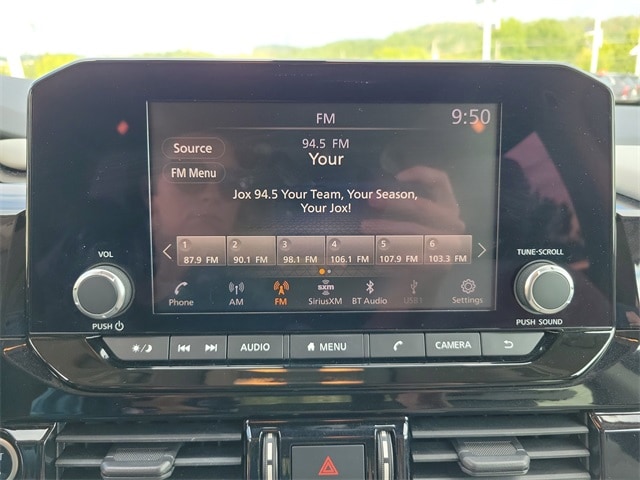 FM
9:50
Source
94.5 FM
Your
FM Menu
Jox 94.5 Your Team, Your Season,
Your Jox!
1 2 3 4 5 6
87.9 FM 90.1 FM 98.1 FM 106.1 FM 107.9 FM 103.3 FM
VOL
TUNE·SCROLL
sxm
Phone AM FM SiriusXM BT Audio USB1 Settings
PUSH
PUSH SOUND
AUDIO MENU CAMERA